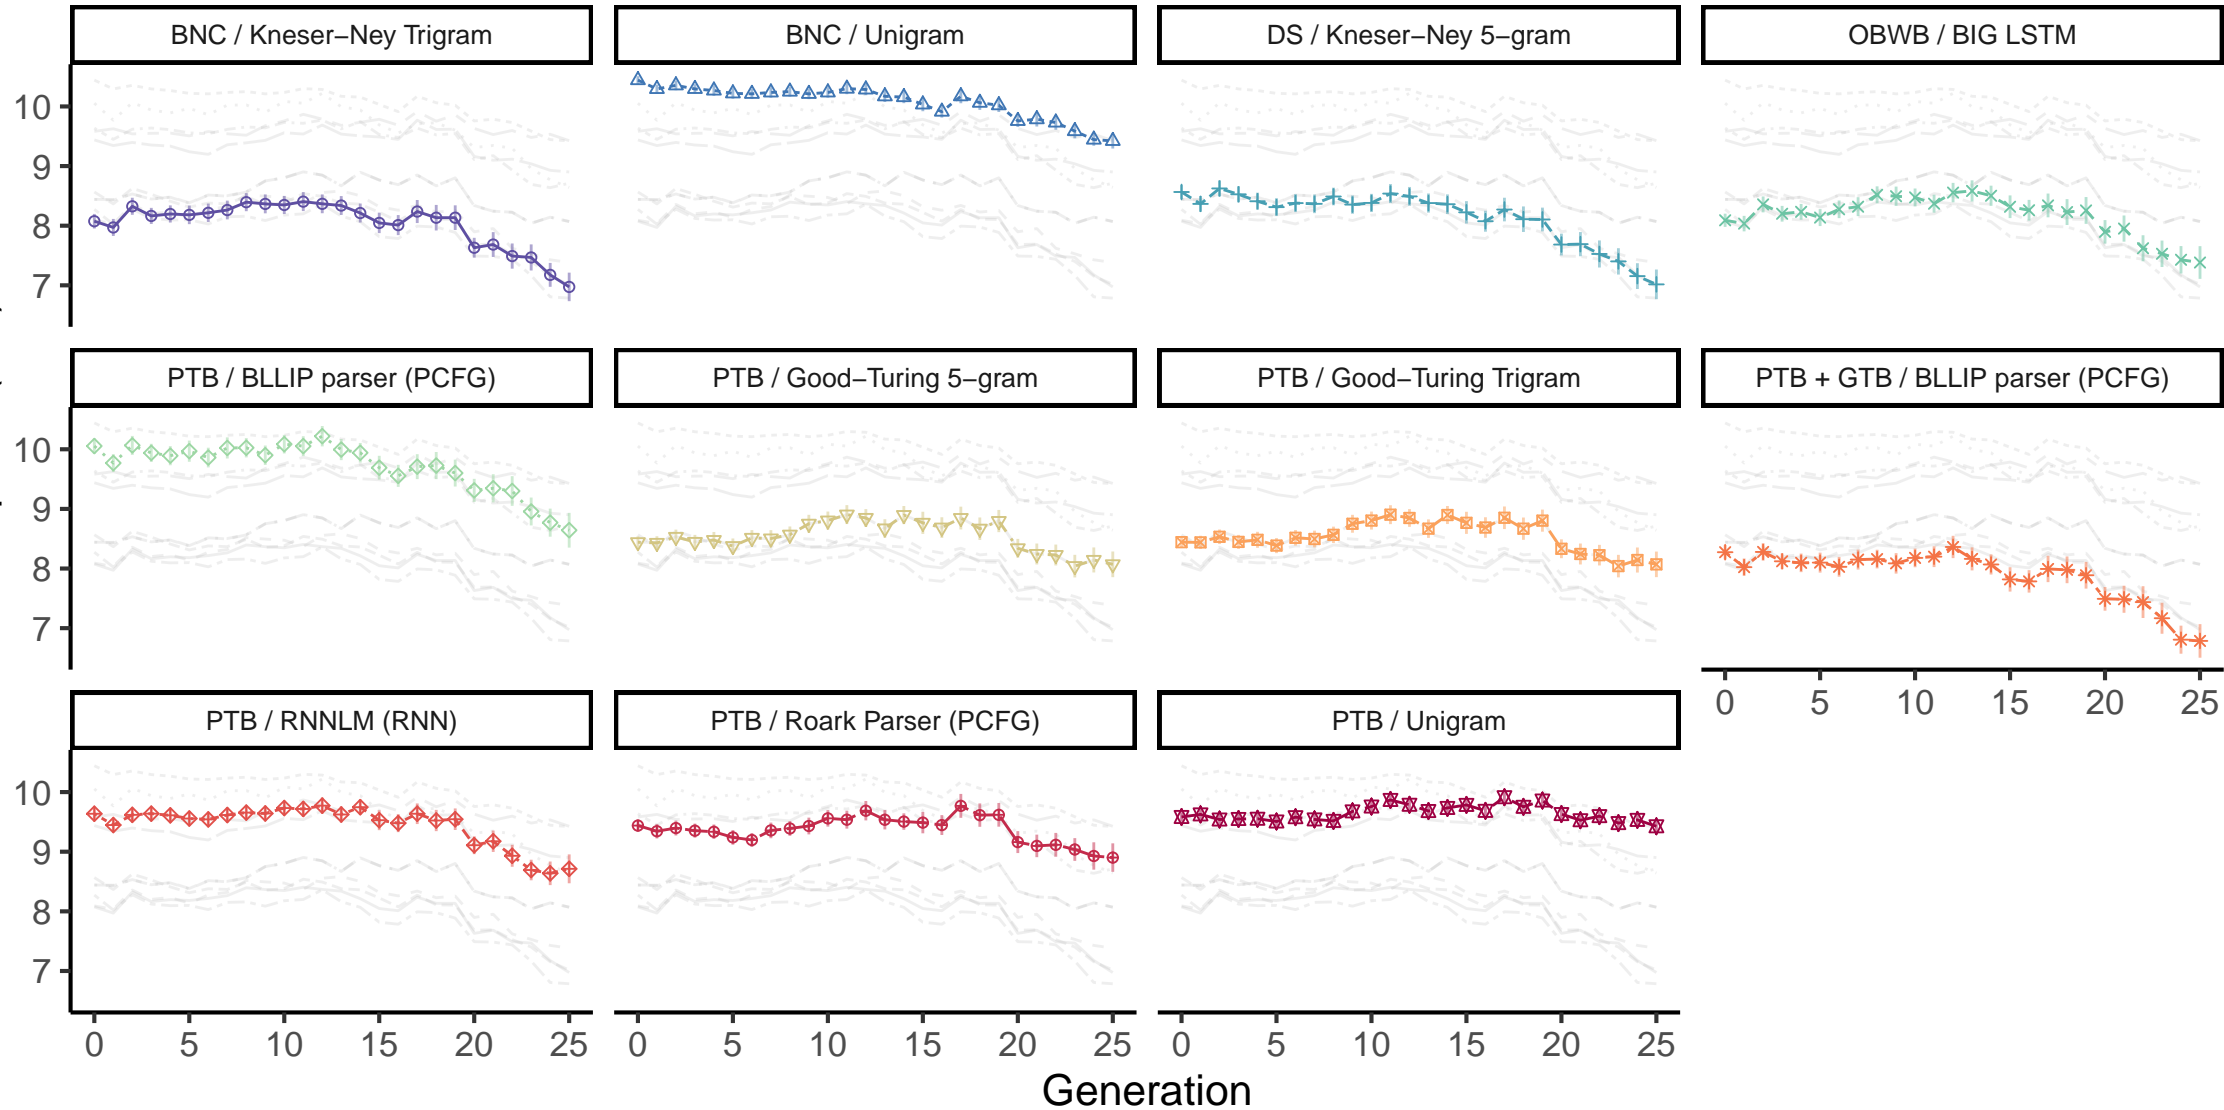 BNC / Kneser−Ney Trigram
BNC / Unigram
DS / Kneser−Ney 5−gram
OBWB / BIG LSTM
10
9
8
7
PTB / BLLIP parser (PCFG)
PTB / Good−Turing 5−gram
PTB / Good−Turing Trigram
PTB + GTB / BLLIP parser (PCFG)
10
9
8
7
0 5 10 15 20 25
PTB / RNNLM (RNN)
PTB / Roark Parser (PCFG)
PTB / Unigram
10
9
8
7
0 5 10 15 20 25
0 5 10 15 20 25
0 5 10 15 20 25
Generation